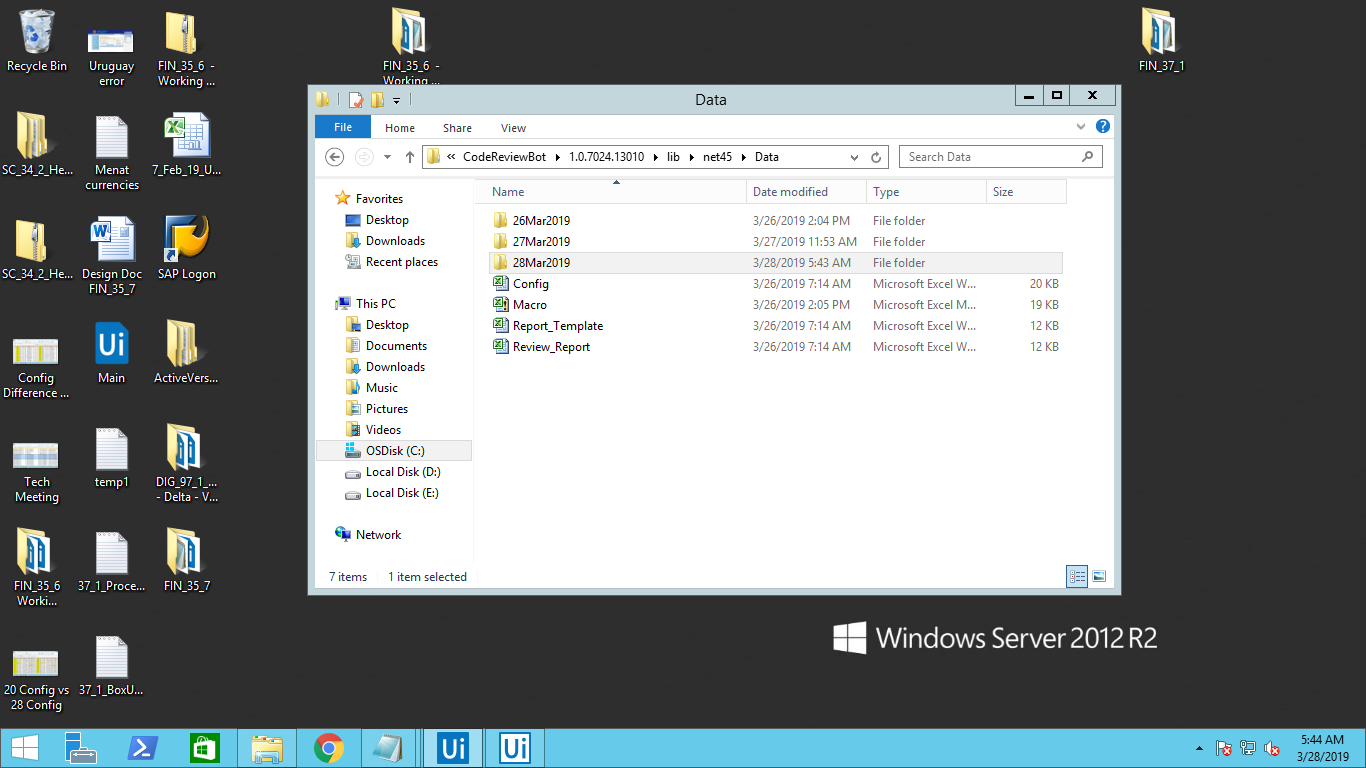 Recycle Bin
Uruguay
error
FIN_35_6 -
Working ...
FIN_35_6 -
Working ...
FIN_37_1
SC_34_2_He...
Menat
currencies
7_Feb_19_U...
SC_34_2_He...
Design Doc
FIN_35_7
SAP Logon
Config
Difference ...
Main
ActiveVers...
Tech
Meeting
temp1
DIG_97_1_...
- Delta - V...
FIN_35_6
Worki...
37_1_Proce...
FIN_35_7
20 Config vs
28 Config
37_1_BoxU...
Data
File Home Share View
« CodeReviewBot 1.0.7024.13010 lib net45 Data
Search Data
Favorites
Desktop
Downloads
Recent places
This PC
Desktop
Documents
Downloads
Music
Pictures
Videos
OSDisk (C:)
Local Disk (D:)
Local Disk (E:)
Network
Name Date modified Type Size
26Mar2019 3/26/2019 2:04 PM File folder
27Mar2019 3/27/2019 11:53 AM File folder
28Mar2019 3/28/2019 5:43 AM File folder
Config 3/26/2019 7:14 AM Microsoft Excel W... 20 KB
Macro 3/26/2019 2:05 PM Microsoft Excel M... 19 KB
Report_Template 3/26/2019 7:14 AM Microsoft Excel W... 12 KB
Review_Report 3/26/2019 7:14 AM Microsoft Excel W... 12 KB
7 items 1 item selected
Windows Server 2012 R2
Ui
Ui
Ui
5:44 AM
3/28/2019